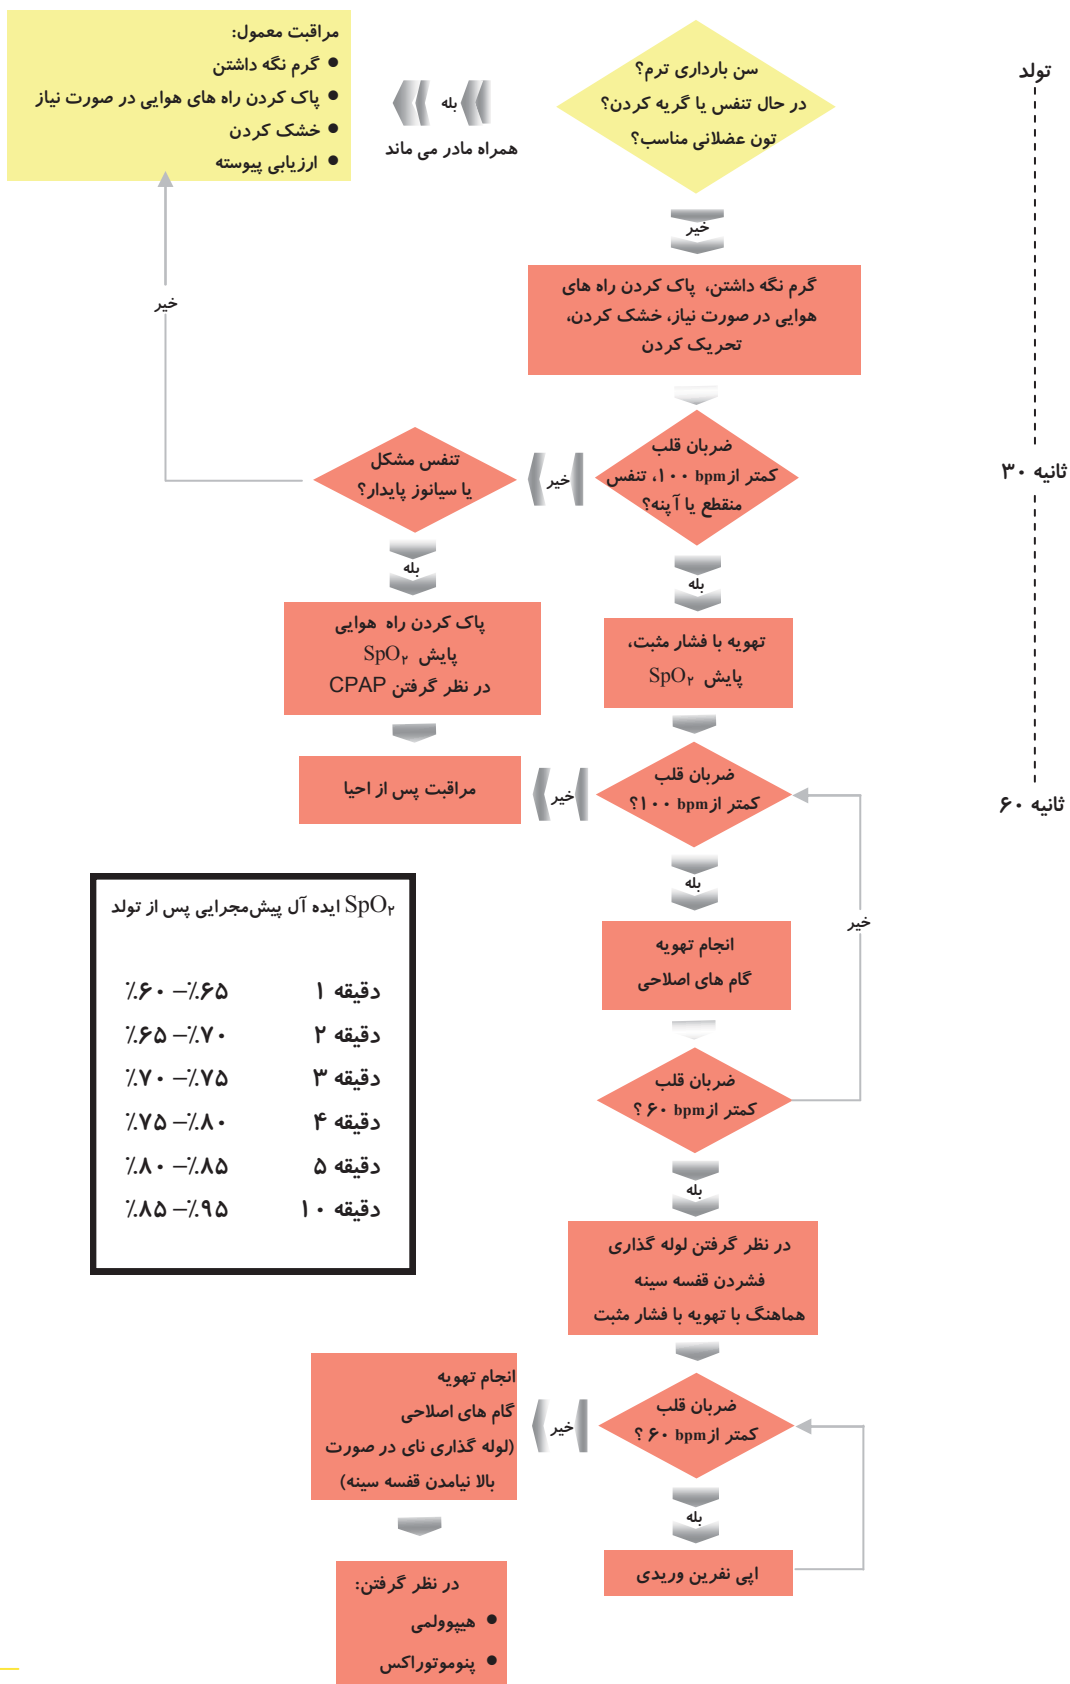 سن بارداری ترم؟
در حال تنفس یا گریه کردن؟
تون عضلانی مناسب؟
بله
همراه مادر می ماند
مراقبت معمول:
● گرم نگه داشتن
● پاک کردن راه های هوایی در صورت نیاز
● خشک کردن
● ارزیابی پیوسته
تولد
خیر
گرم نگه داشتن، پاک کردن راه های
هوایی در صورت نیاز، خشک کردن،
تحریک کردن
خیر
ضربان قلب
کمتر از ۱۰۰ bpm، تنفس
منقطع یا آپنه؟
خیر
تنفس مشکل
یا سیانوز پایدار؟
۳۰ ثانیه
بله
بله
تهویه با فشار مثبت،
پایش SpO۲
پاک کردن راه هوایی
پایش SpO۲
در نظر گرفتن CPAP
ضربان قلب
کمتر از ۱۰۰ bpm؟
خیر
مراقبت پس از احیا
۶۰ ثانیه
بله
انجام تهویه
گام های اصلاحی
خیر
ضربان قلب
کمتر از ۶۰ bpm ؟
SpO۲ ایده آل پیش‌مجرایی پس از تولد
دقیقه ۱ ۶۰٪– ۶۵٪
دقیقه ۲ ۶۵٪– ۷۰٪
دقیقه ۳ ۷۰٪– ۷۵٪
دقیقه ۴ ۷۵٪– ۸۰٪
دقیقه ۵ ۸۰٪– ۸۵٪
دقیقه ۱۰ ۸۵٪– ۹۵٪
بله
در نظر گرفتن لوله گذاری
فشردن قفسه سینه
هماهنگ با تهویه با فشار مثبت
ضربان قلب
کمتر از ۶۰ bpm ؟
خیر
انجام تهویه
گام های اصلاحی
(لوله گذاری نای در صورت
بالا نیامدن قفسه سینه)
بله
اپی نفرین وریدی
در نظر گرفتن:
● هیپوولمی
● پنوموتوراکس